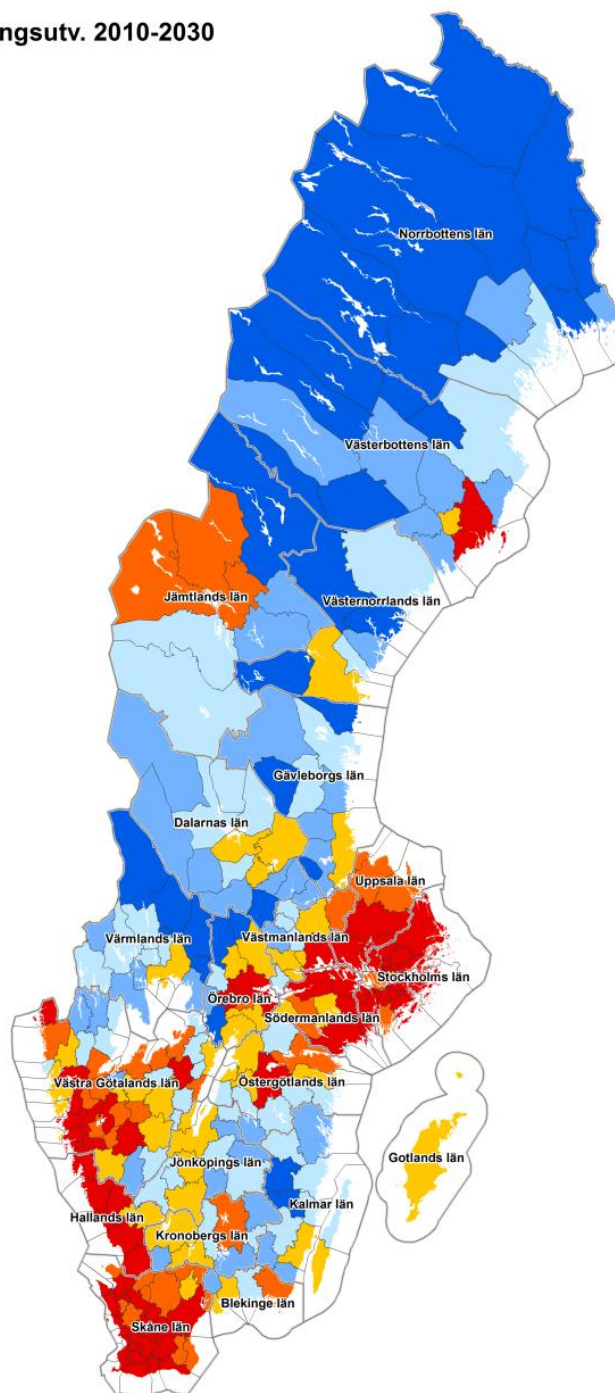 ngsutv. 2010-2030
Norrbottens län
Västerbottens län
Jämtlands län
Västernorrlands län
Gävleborgs län
Dalarnas län
Uppsala län
Värmlands län
Västmanlands län
Stockholms län
Örebro län
Södermanlands län
Västra Götalands län
Östergötlands län
Gotlands län
Jönköpings län
Kalmar län
Hallands län
Kronobergs län
Blekinge län
Skåne län